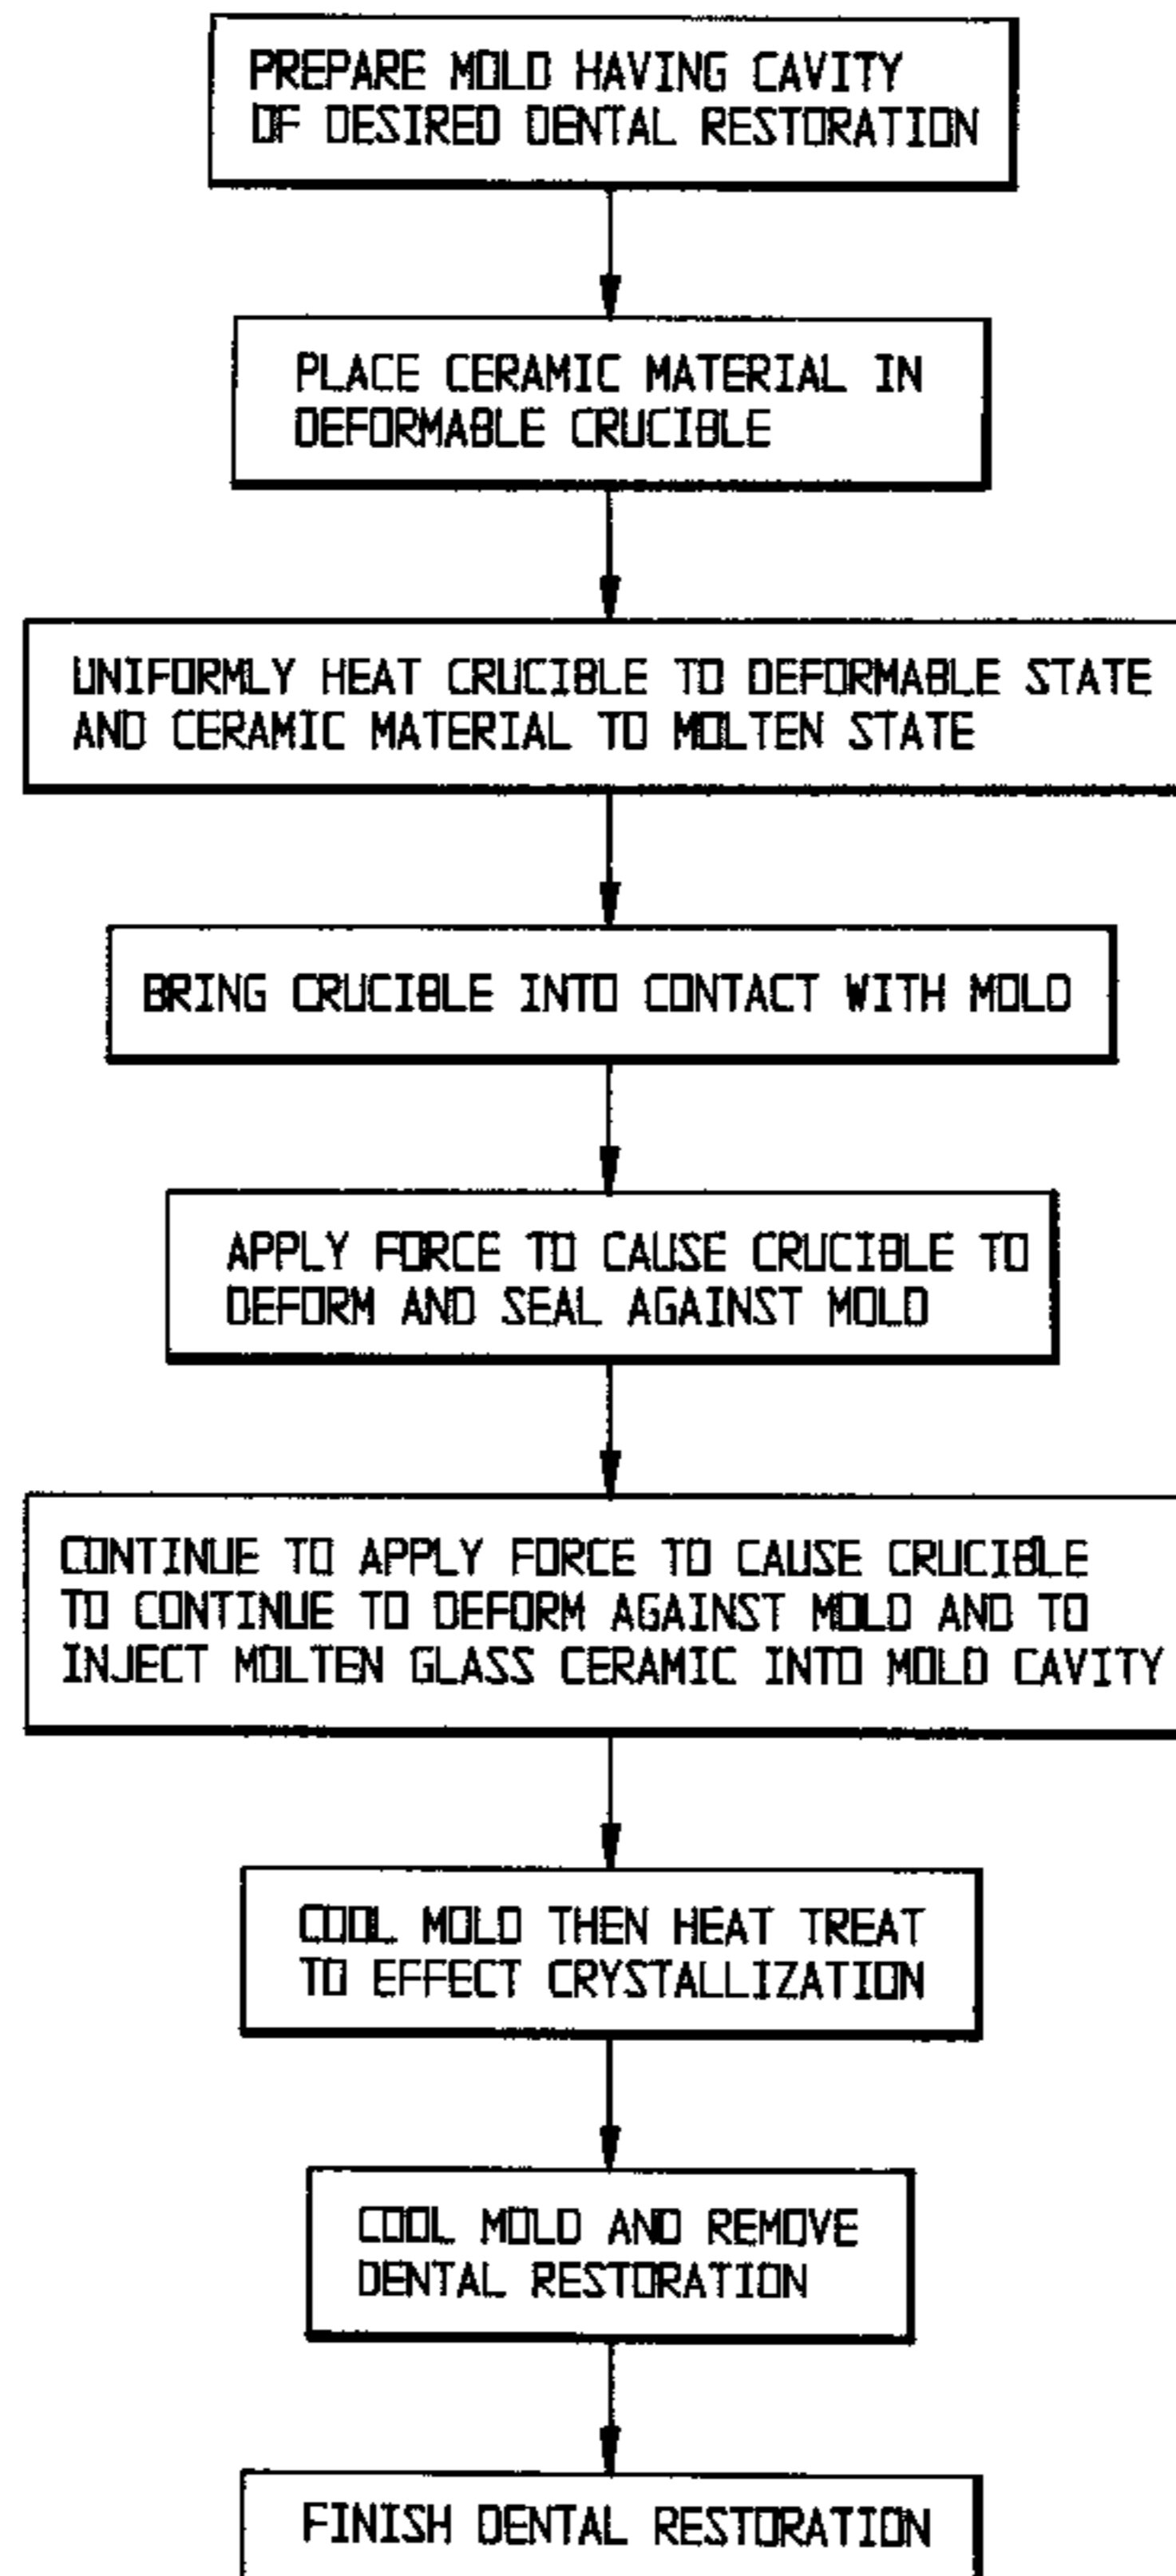 PREPARE MOLD HAVING CAVITY
OF DESIRED DENTAL RESTORATION
PLACE CERAMIC MATERIAL IN
DEFORMABLE CRUCIBLE
UNIFORMLY HEAT CRUCIBLE TO DEFORMABLE STATE
AND CERAMIC MATERIAL TO MOLTEN STATE
BRING CRUCIBLE INTO CONTACT WITH MOLD
APPLY FORCE TO CAUSE CRUCIBLE TO
DEFORM AND SEAL AGAINST MOLD
CONTINUE TO APPLY FORCE TO CAUSE CRUCIBLE
TO CONTINUE TO DEFORM AGAINST MOLD AND TO
INJECT MOLTEN GLASS CERAMIC INTO MOLD CAVITY
COOL MOLD THEN HEAT TREAT
TO EFFECT CRYSTALLIZATION
COOL MOLD AND REMOVE
DENTAL RESTORATION
FINISH DENTAL RESTORATION